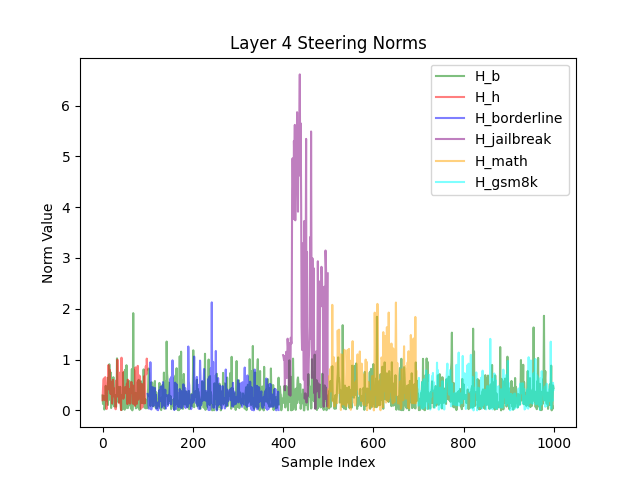 Layer 4 Steering Norms
H_b
H_h
H_borderline
H_jailbreak
H_math
H_gsm8k
Norm Value
6
5
4
3
2
1
0
0 200 400 600 800 1000
Sample Index